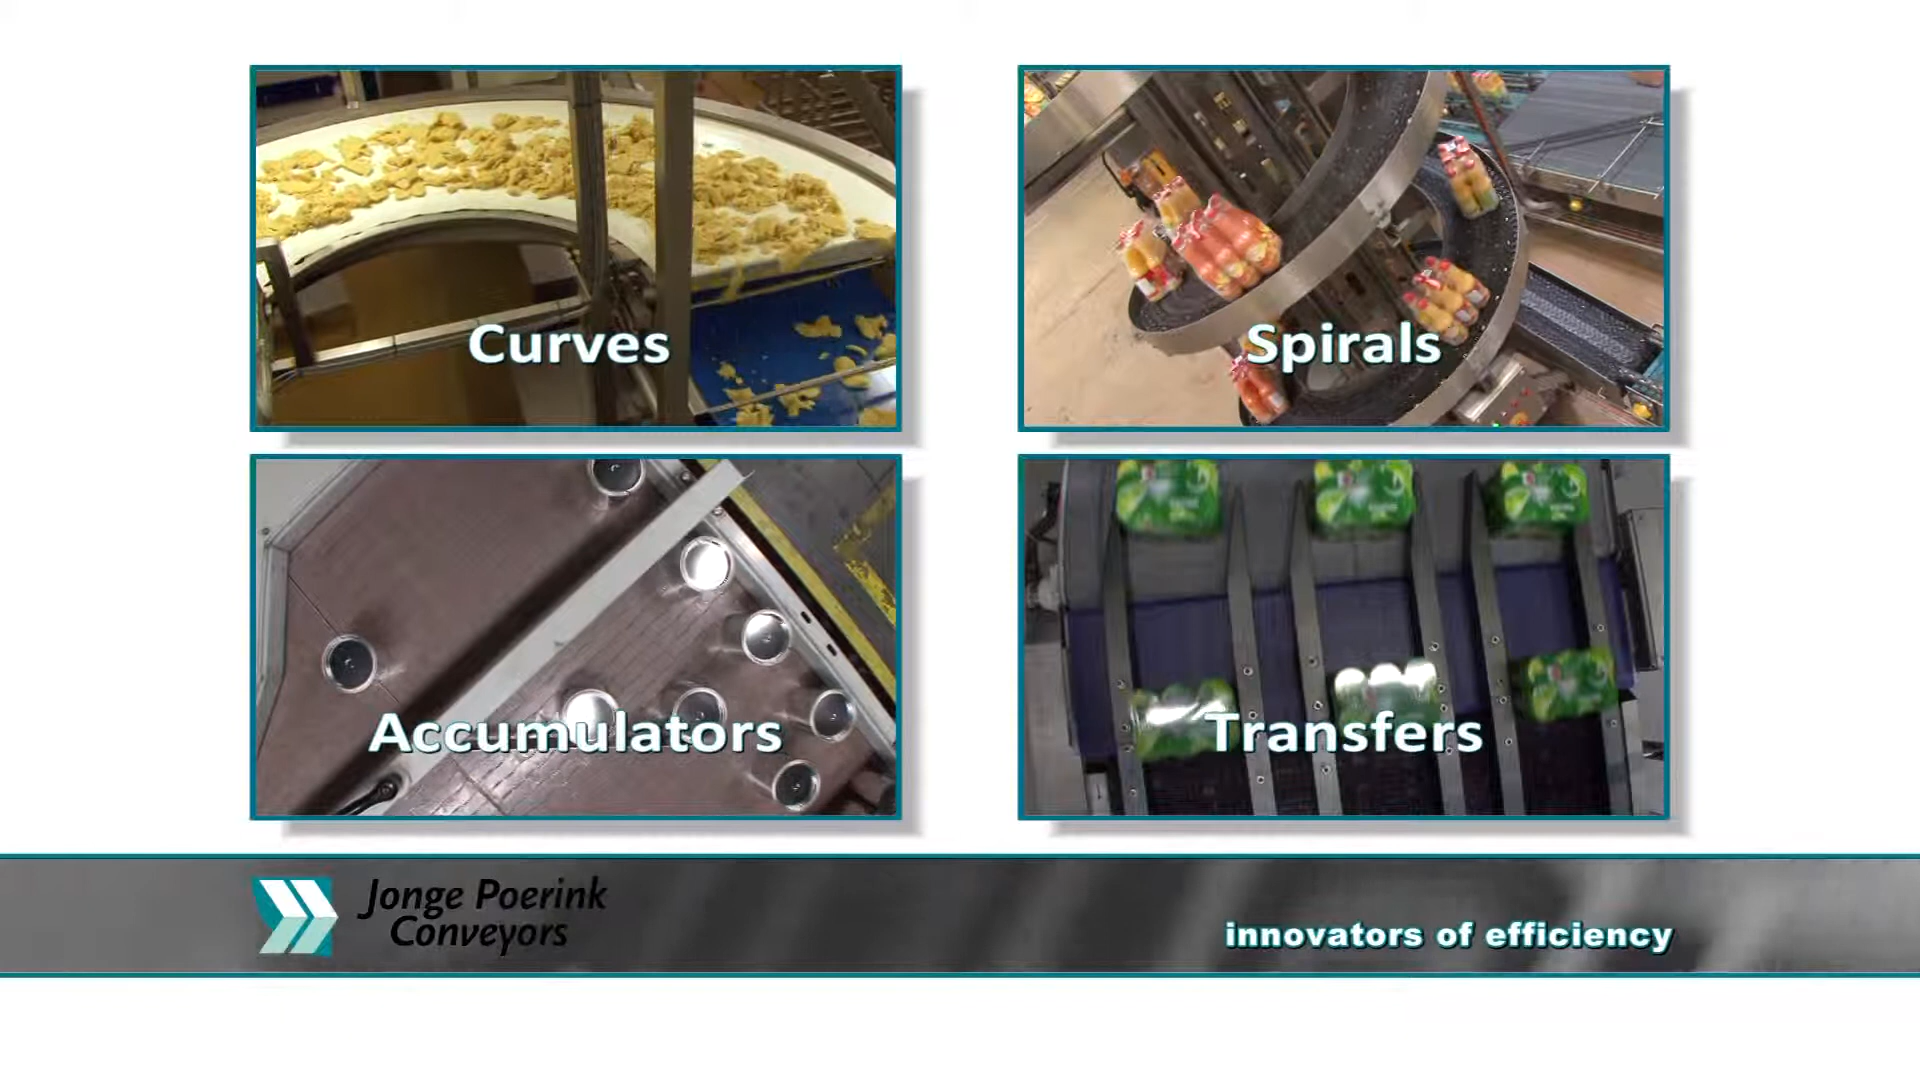 Curves
Spirals
Accumulators
Transfers
Jonge Poerink
Conveyors
innovators of efficiency